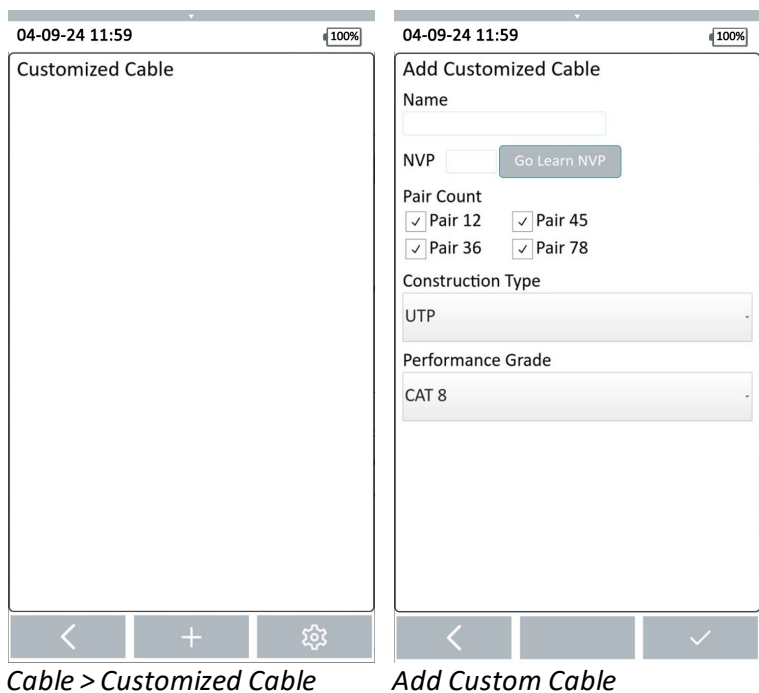 04-09-24 11:59
100%
Customized Cable
04-09-24 11:59
100%
Add Customized Cable
Name
NVP Go Learn NVP
Pair Count
Pair 12 Pair 45
Pair 36 Pair 78
Construction Type
UTP
Performance Grade
CAT 8
Cable > Customized Cable
Add Custom Cable